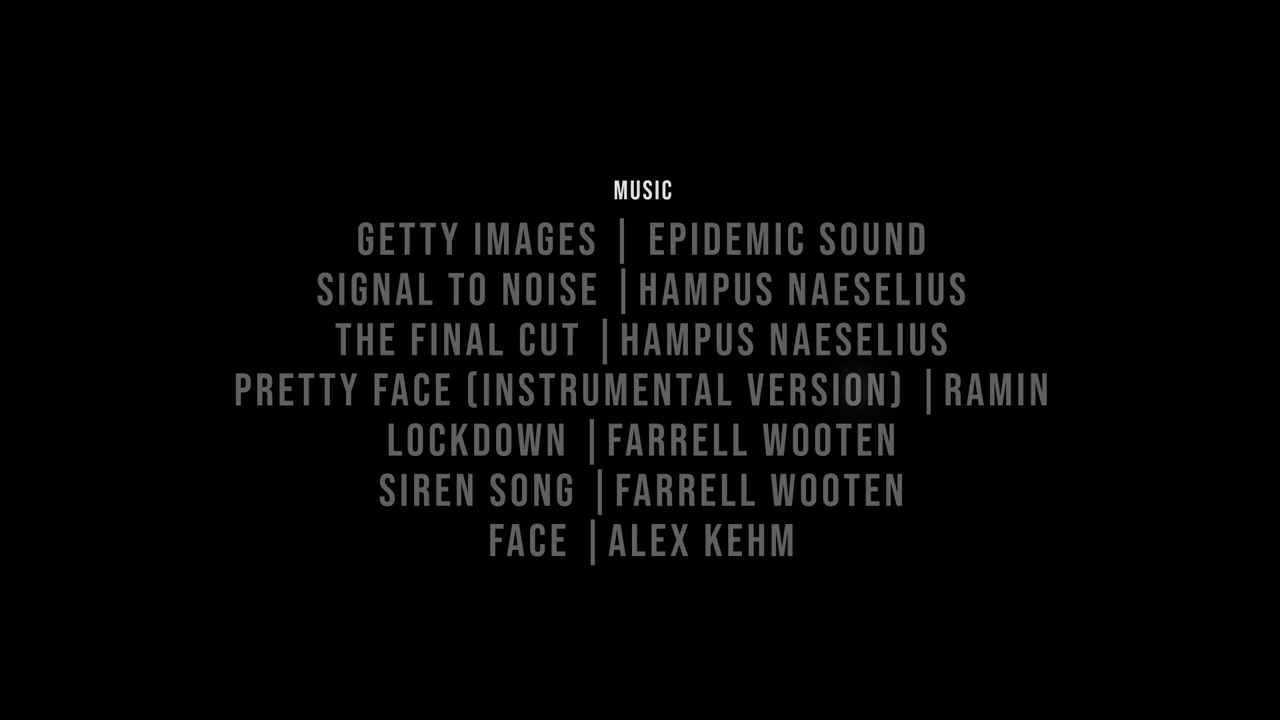 MUSIC
GETTY IMAGES | EPIDEMIC SOUND
SIGNAL TO NOISE | HAMPUS NAESELIUS
THE FINAL CUT | HAMPUS NAESELIUS
PRETTY FACE (INSTRUMENTAL VERSION) | RAMIN
LOCKDOWN | FARRELL WOOTEN
SIREN SONG | FARRELL WOOTEN
FACE | ALEX KEHM